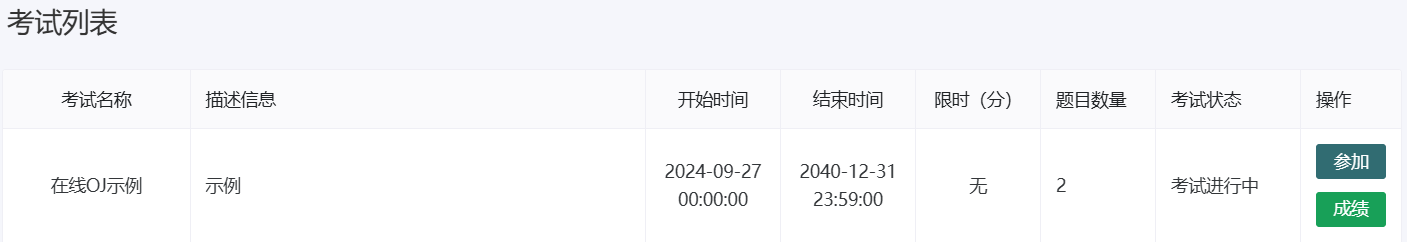 考试列表
考试名称 描述信息 开始时间 结束时间 限时（分） 题目数量 考试状态 操作
在线OJ示例 示例 2024-09-27 00:00:00 2040-12-31 23:59:00 无 2 考试进行中 参加
成绩